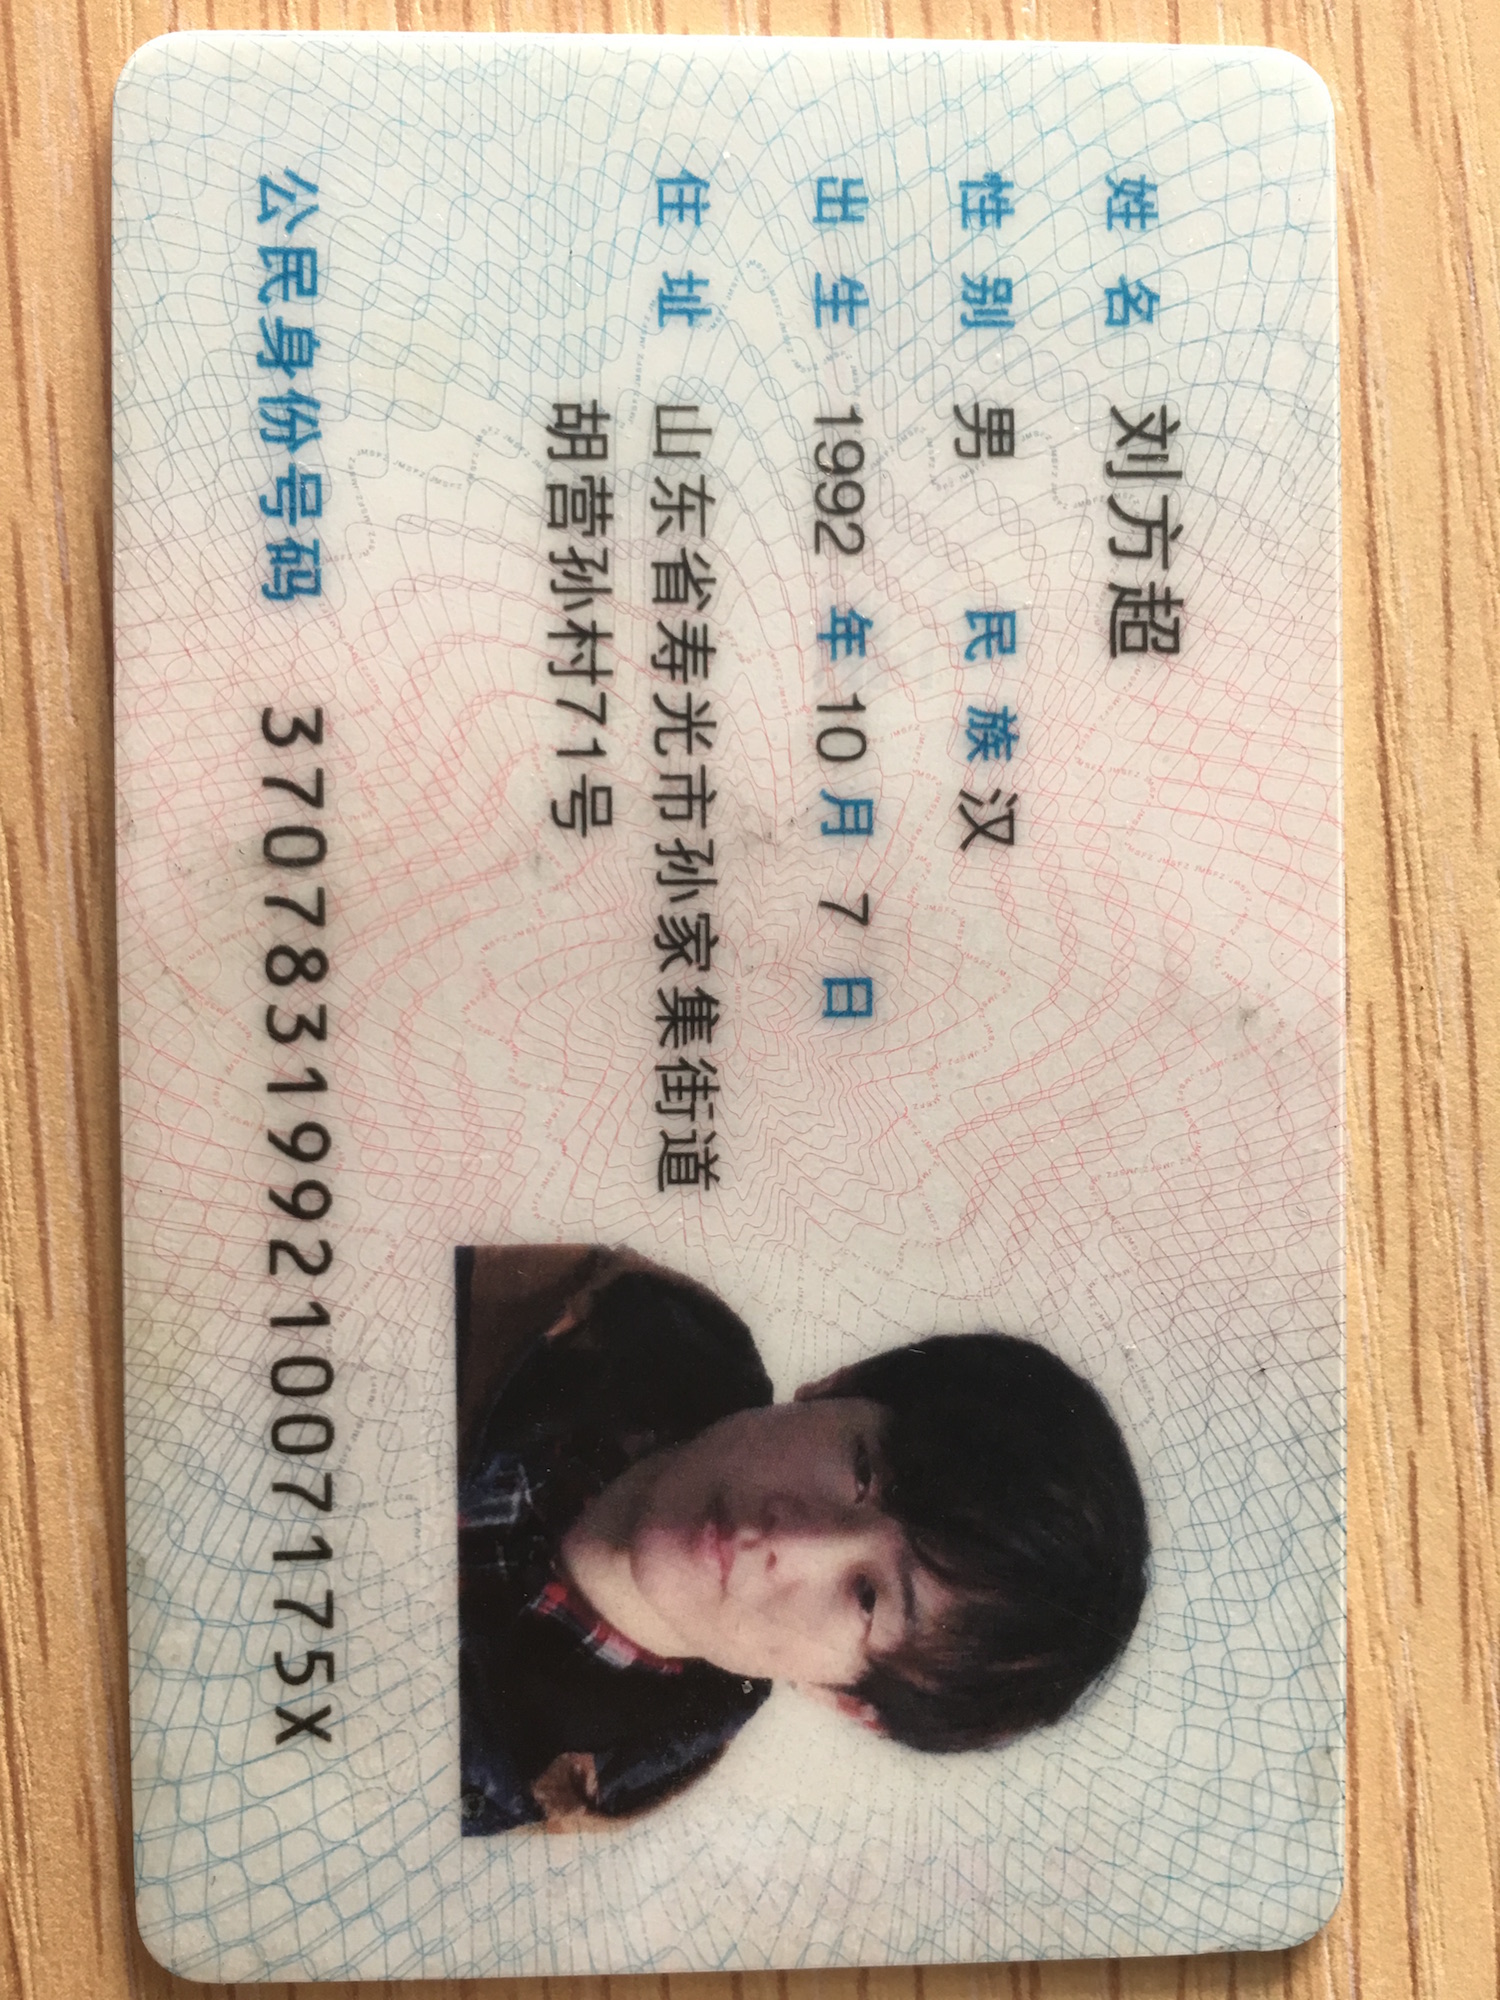 姓名 刘方超
性别 男 民族 汉
出生 1992 年 10 月 7 日
住址 山东省寿光市孙家集街道
胡营孙村71号
公民身份号码 37078319921007175X